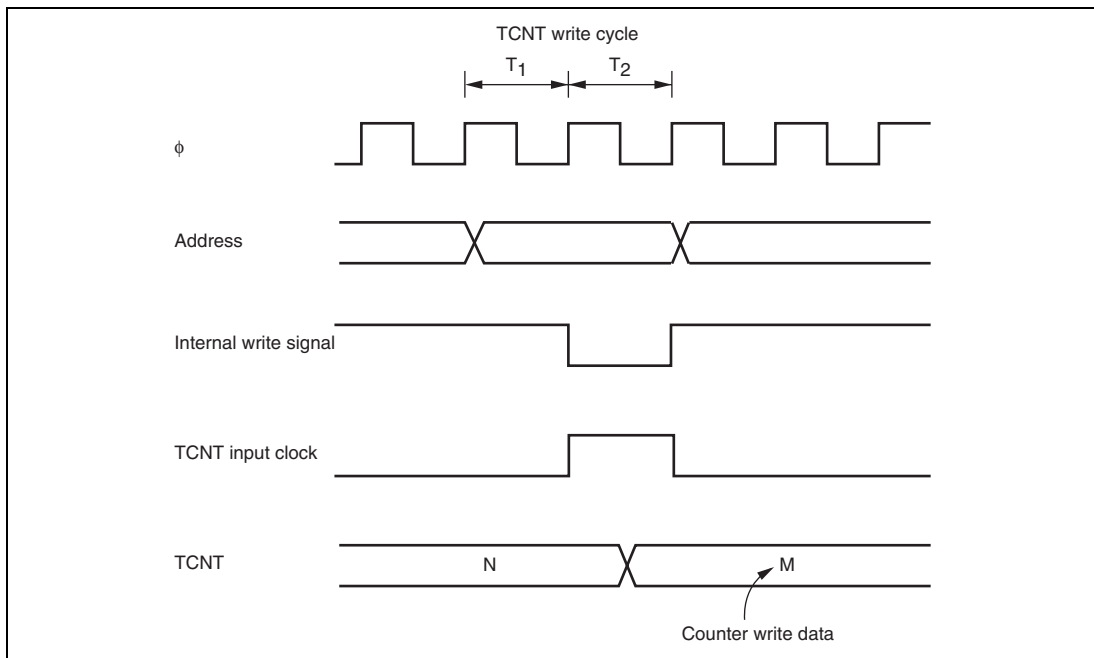 TCNT write cycle
T1 T2
ϕ
Address
Internal write signal
TCNT input clock
TCNT N M
Counter write data